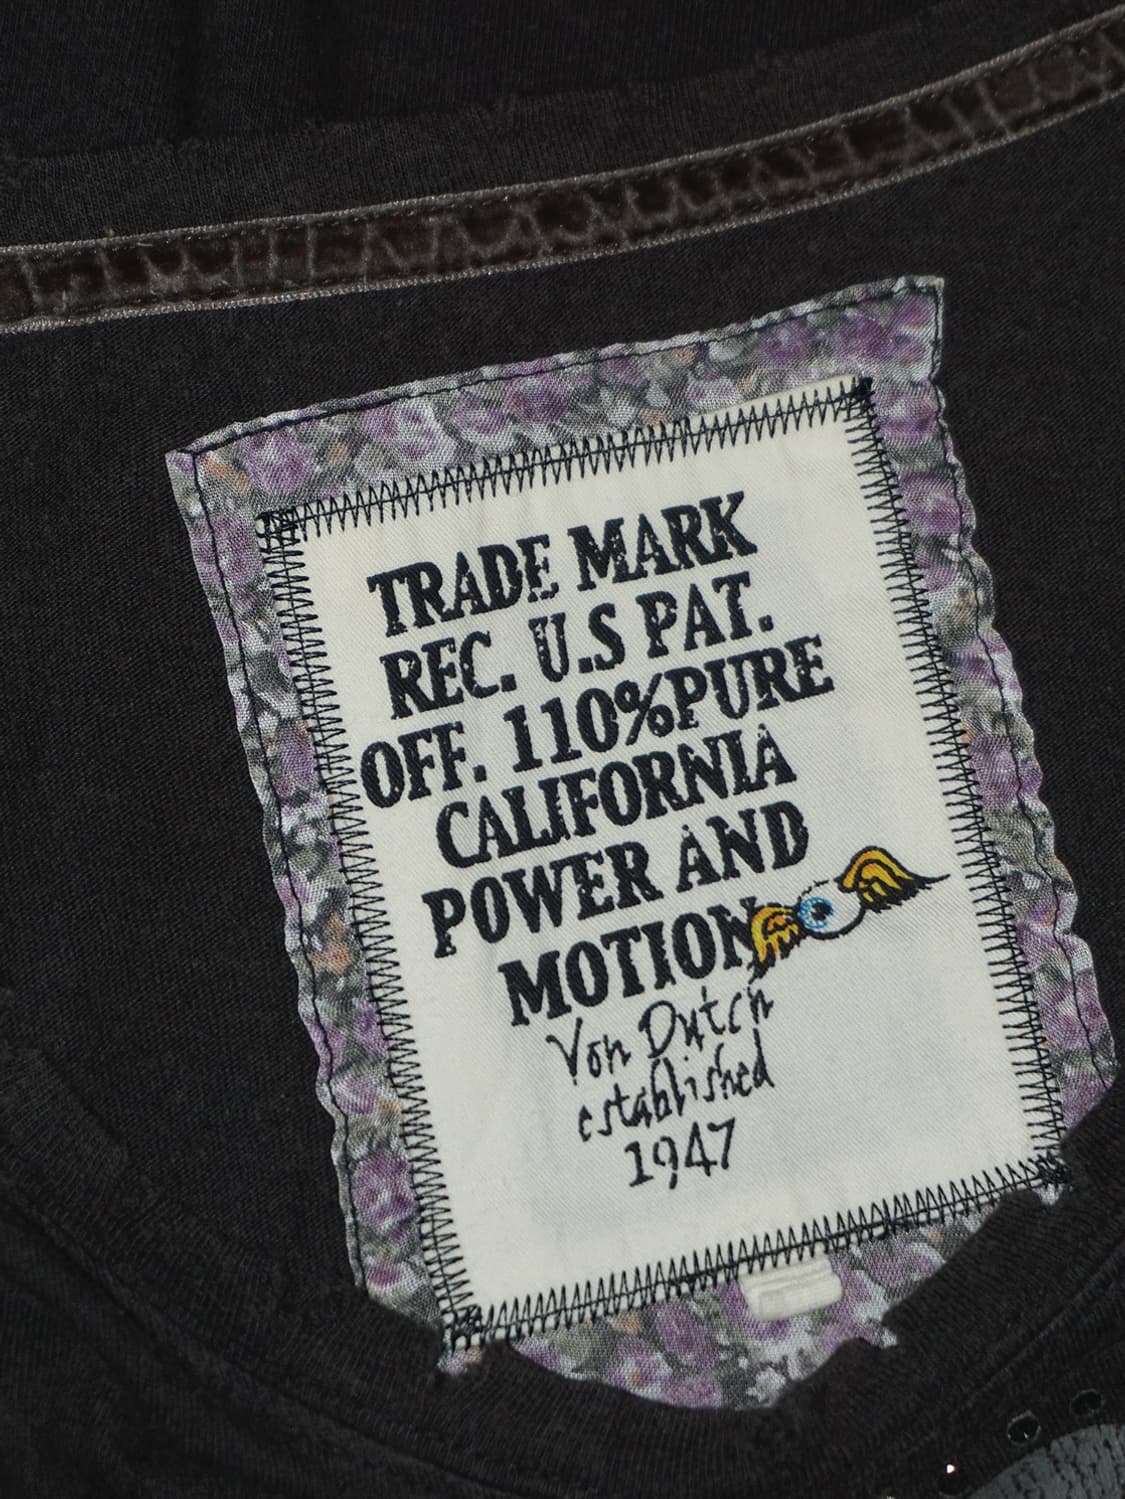 TRADE MARK
REC. U.S PAT.
OFF. 110%PURE
CALIFORNIA
POWER AND
MOTION
Von Dutch
established
1947